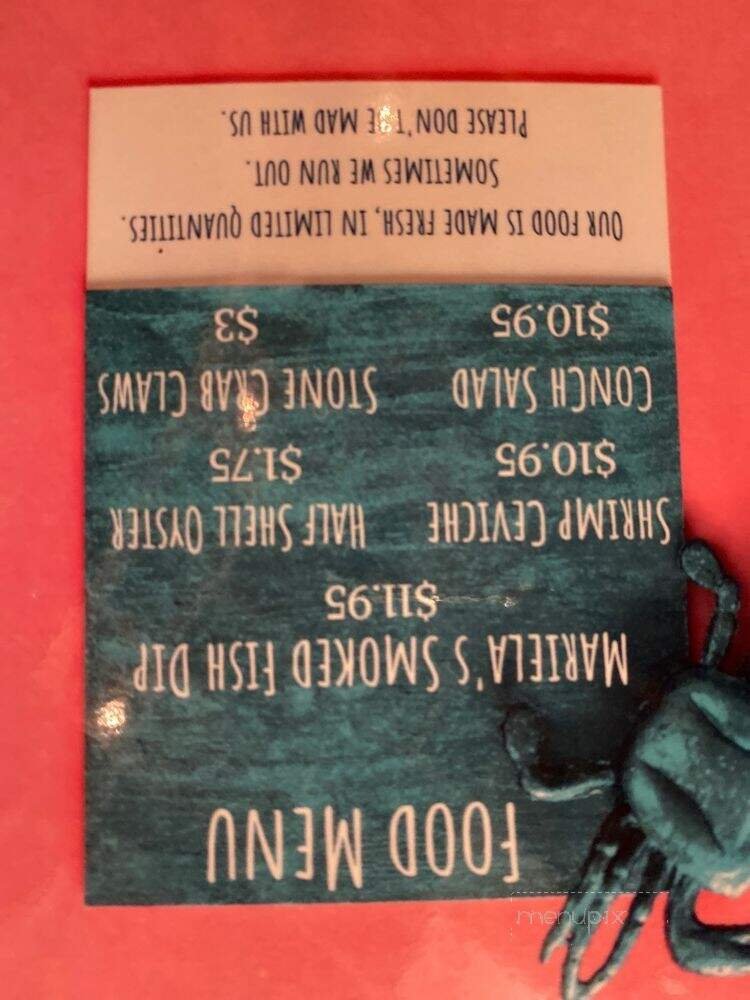 FOOD MENU
MARIELA'S SMOKED FISH DIP
$11.95
SHRIMP CEVICHE HALF SHELL OYSTER
$10.95 $1.75
CONCH SALAD STONE CRAB CLAWS
$10.95 $3
OUR FOOD IS MADE FRESH, IN LIMITED QUANTITIES.
SOMETIMES WE RUN OUT.
PLEASE DON'T BE MAD WITH US.
menupix